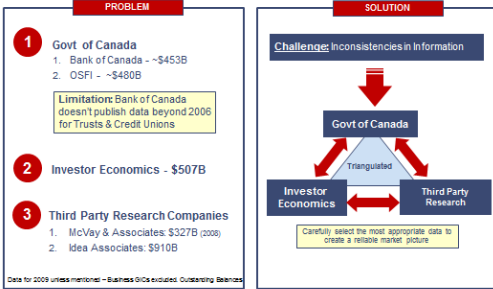 PROBLEM
1 Govt of Canada
1. Bank of Canada - ~$453B
2. OSFI - ~$480B
Limitation: Bank of Canada
doesn't publish data beyond 2006
for Trusts & Credit Unions
2 Investor Economics - $507B
3 Third Party Research Companies
1. McVay & Associates: $327B (2008)
2. Idea Associates: $910B
Data for 2009 unless mentioned – Business GICs excluded. Outstanding Balances
SOLUTION
Challenge: Inconsistencies in Information
Govt of Canada
Triangulated
Investor
Economics
Third Party
Research
Carefully select the most appropriate data to
create a reliable market picture